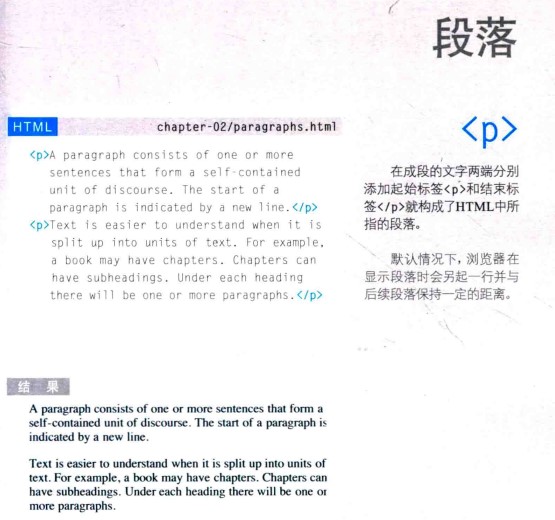 段落
HTML
chapter-02/paragraphs.html
<p>A paragraph consists of one or more
sentences that form a self-contained
unit of discourse. The start of a
paragraph is indicated by a new line.</p>
<p>Text is easier to understand when it is
split up into units of text. For example,
a book may have chapters. Chapters can
have subheadings. Under each heading
there will be one or more paragraphs.</p>
<p>
在成段的文字两端分别
添加起始标签<p>和结束标
签</p>就构成了HTML中所
指的段落。
默认情况下，浏览器在
显示段落时会另起一行并与
后续段落保持一定的距离。
结果
A paragraph consists of one or more sentences that form a
self-contained unit of discourse. The start of a paragraph is
indicated by a new line.
Text is easier to understand when it is split up into units of
text. For example, a book may have chapters. Chapters can
have subheadings. Under each heading there will be one or
more paragraphs.